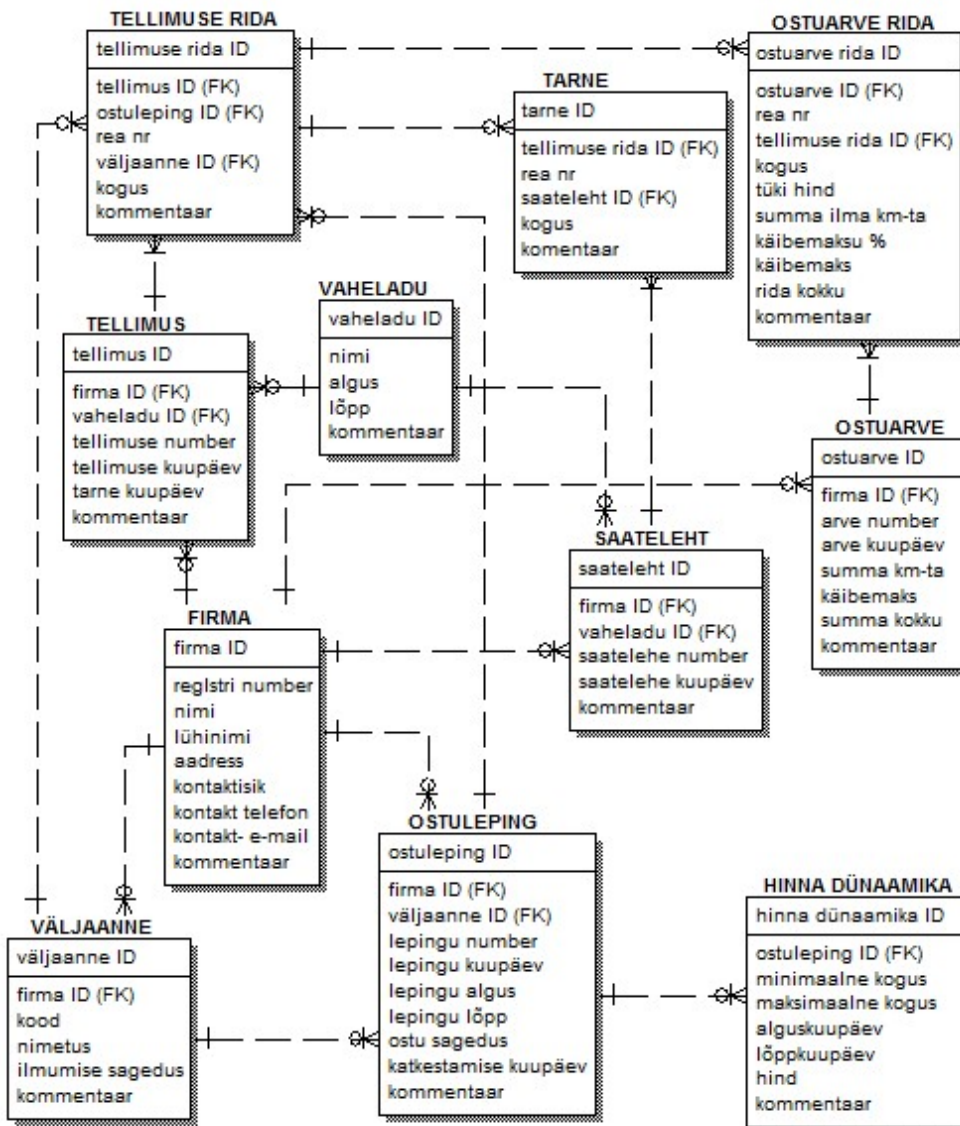 TELLIMUSE RIDA
tellimuse rida ID
tellimus ID (FK)
ostuleping ID (FK)
rea nr
väljaanne ID (FK)
kogus
kommentaar
OSTUARVE RIDA
ostuarve rida ID
ostuarve ID (FK)
rea nr
tellimuse rida ID (FK)
kogus
tüki hind
summa ilma km-ta
käibemaksu %
käibemaks
rida kokku
kommentaar
TARNE
tarne ID
tellimuse rida ID (FK)
rea nr
saateleht ID (FK)
kogus
komentaar
VAHELADU
vaheladu ID
nimi
algus
lõpp
kommentaar
TELLIMUS
tellimus ID
firma ID (FK)
vaheladu ID (FK)
tellimuse number
tellimuse kuupäev
tarne kuupäev
kommentaar
OSTUARVE
ostuarve ID
firma ID (FK)
arve number
arve kuupäev
summa km-ta
käibemaks
summa kokku
kommentaar
SAATELEHT
saateleht ID
firma ID (FK)
vaheladu ID (FK)
saatelehe number
saatelehe kuupäev
kommentaar
FIRMA
firma ID
reglstri number
nimi
lühinimi
aadress
kontaktisik
kontakt telefon
kontakt- e-mail
kommentaar
OSTULEPING
ostuleping ID
firma ID (FK)
väljaanne ID (FK)
lepingu number
lepingu kuupäev
lepingu algus
lepingu lõpp
ostu sagedus
katkestamise kuupäev
kommentaar
HINNA DÜNAAMIKA
hinna dünaamika ID
ostuleping ID (FK)
minimaalne kogus
maksimaalne kogus
alguskuupäev
lõppkuupäev
hind
kommentaar
VÄLJAANNE
väljaanne ID
firma ID (FK)
kood
nimetus
ilmumise sagedus
kommentaar